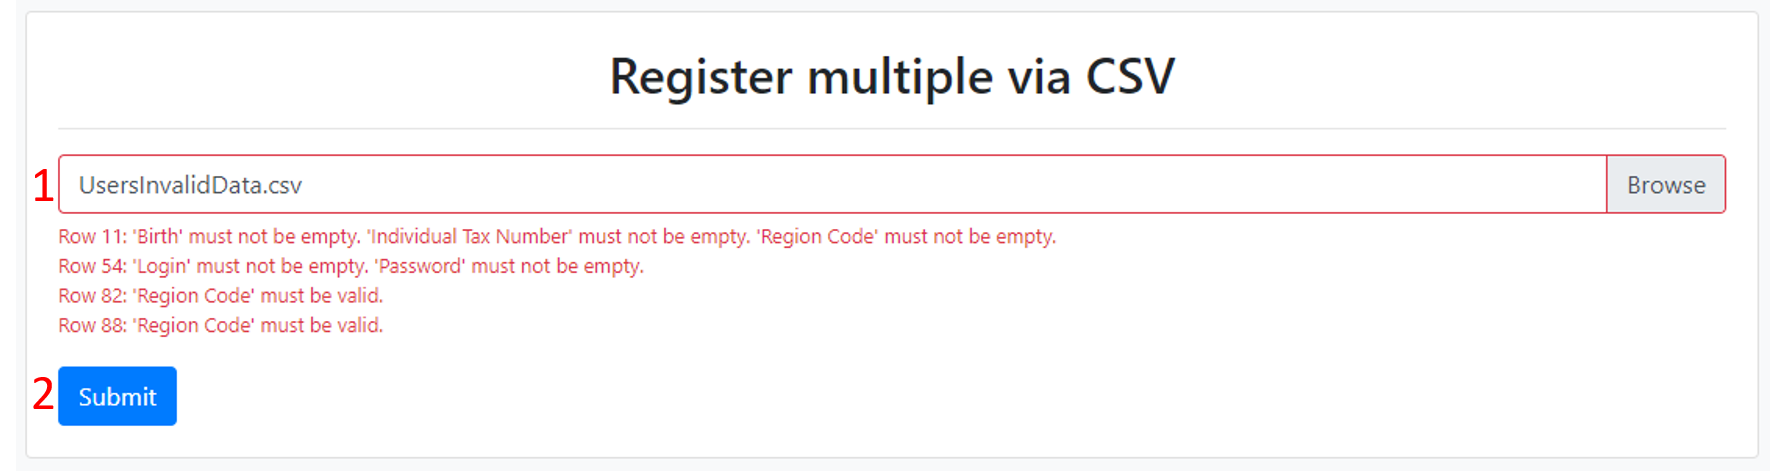 Register multiple via CSV
1 UsersInvalidData.csv Browse
Row 11: 'Birth' must not be empty. 'Individual Tax Number' must not be empty. 'Region Code' must not be empty.
Row 54: 'Login' must not be empty. 'Password' must not be empty.
Row 82: 'Region Code' must be valid.
Row 88: 'Region Code' must be valid.
2 Submit